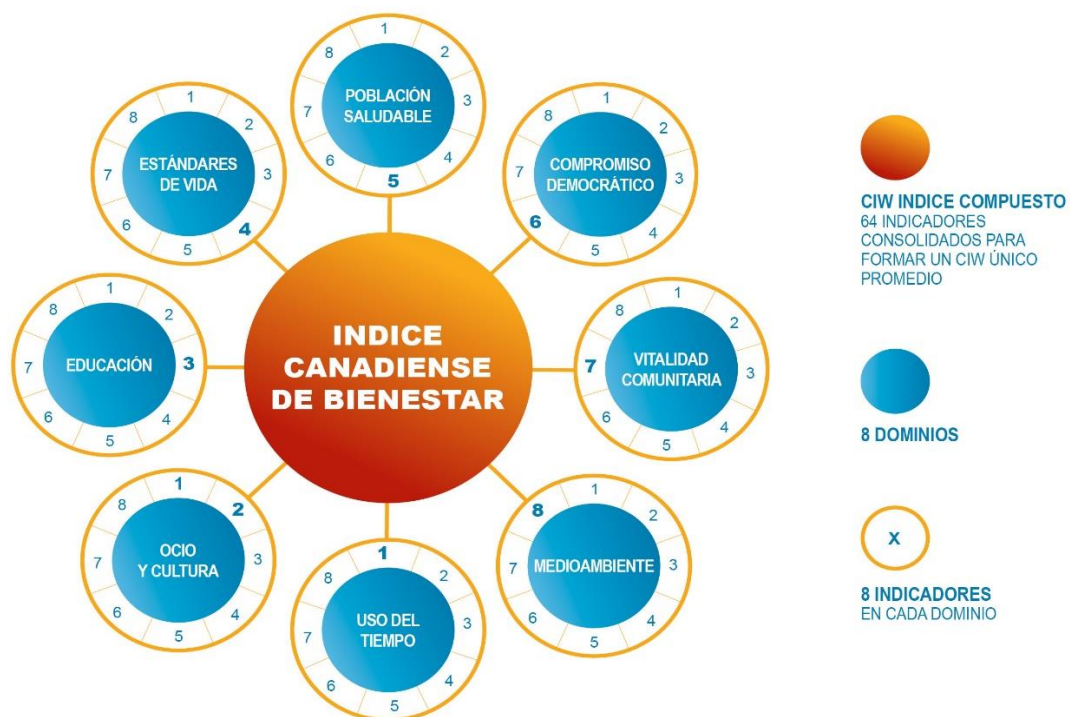 1
2
3
4
5
6
7
8
POBLACIÓN
SALUDABLE
1
2
3
4
5
6
7
8
ESTÁNDARES
DE VIDA
1
2
3
4
5
6
7
8
COMPROMISO
DEMOCRÁTICO
1
2
3
4
5
6
7
8
EDUCACIÓN
INDICE
CANADIENSE
DE BIENESTAR
1
2
3
4
5
6
7
8
VITALIDAD
COMUNITARIA
1
2
3
4
5
6
7
8
OCIO
Y CULTURA
1
2
3
4
5
6
7
8
USO DEL
TIEMPO
1
2
3
4
5
6
7
8
MEDIOAMBIENTE
CIW INDICE COMPUESTO
64 INDICADORES
CONSOLIDADOS PARA
FORMAR UN CIW ÚNICO
PROMEDIO
8 DOMINIOS
X
8 INDICADORES
EN CADA DOMINIO